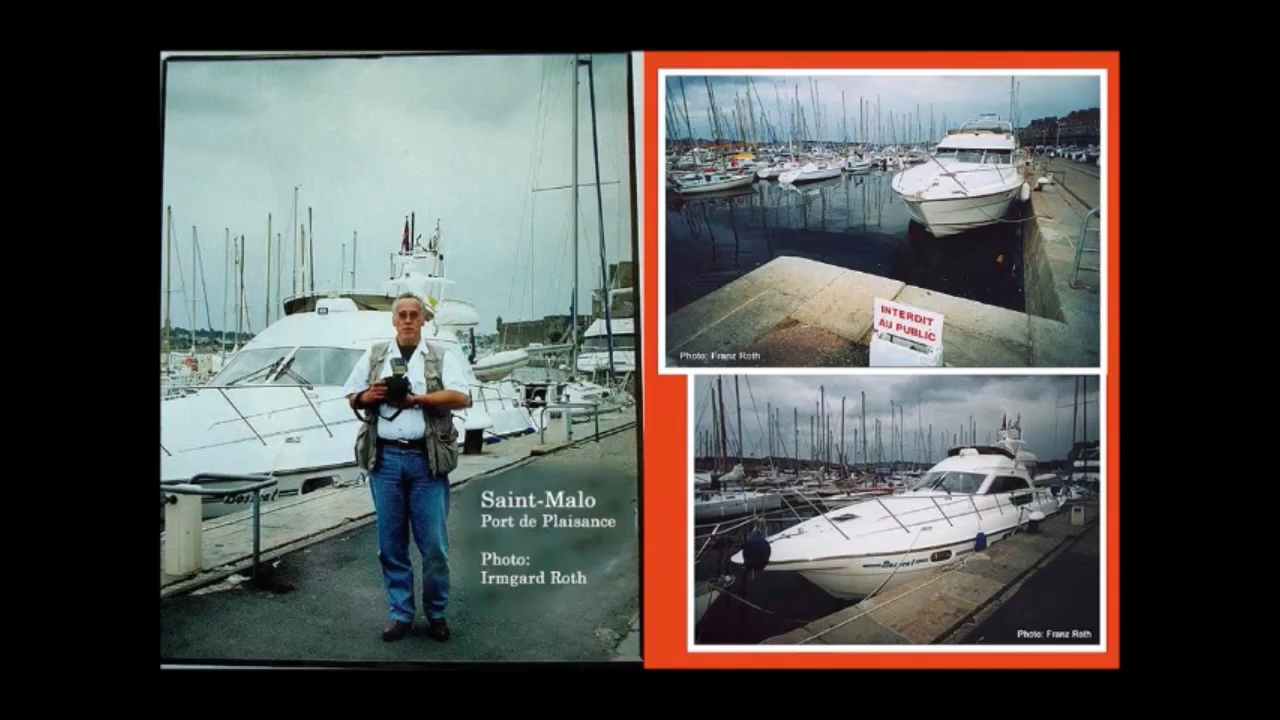 Saint-Malo
Port de Plaisance
Photo:
Irmgard Roth
INTERDIT
AU PUBLIC
Photo: Franz Roth
Photo: Franz Roth